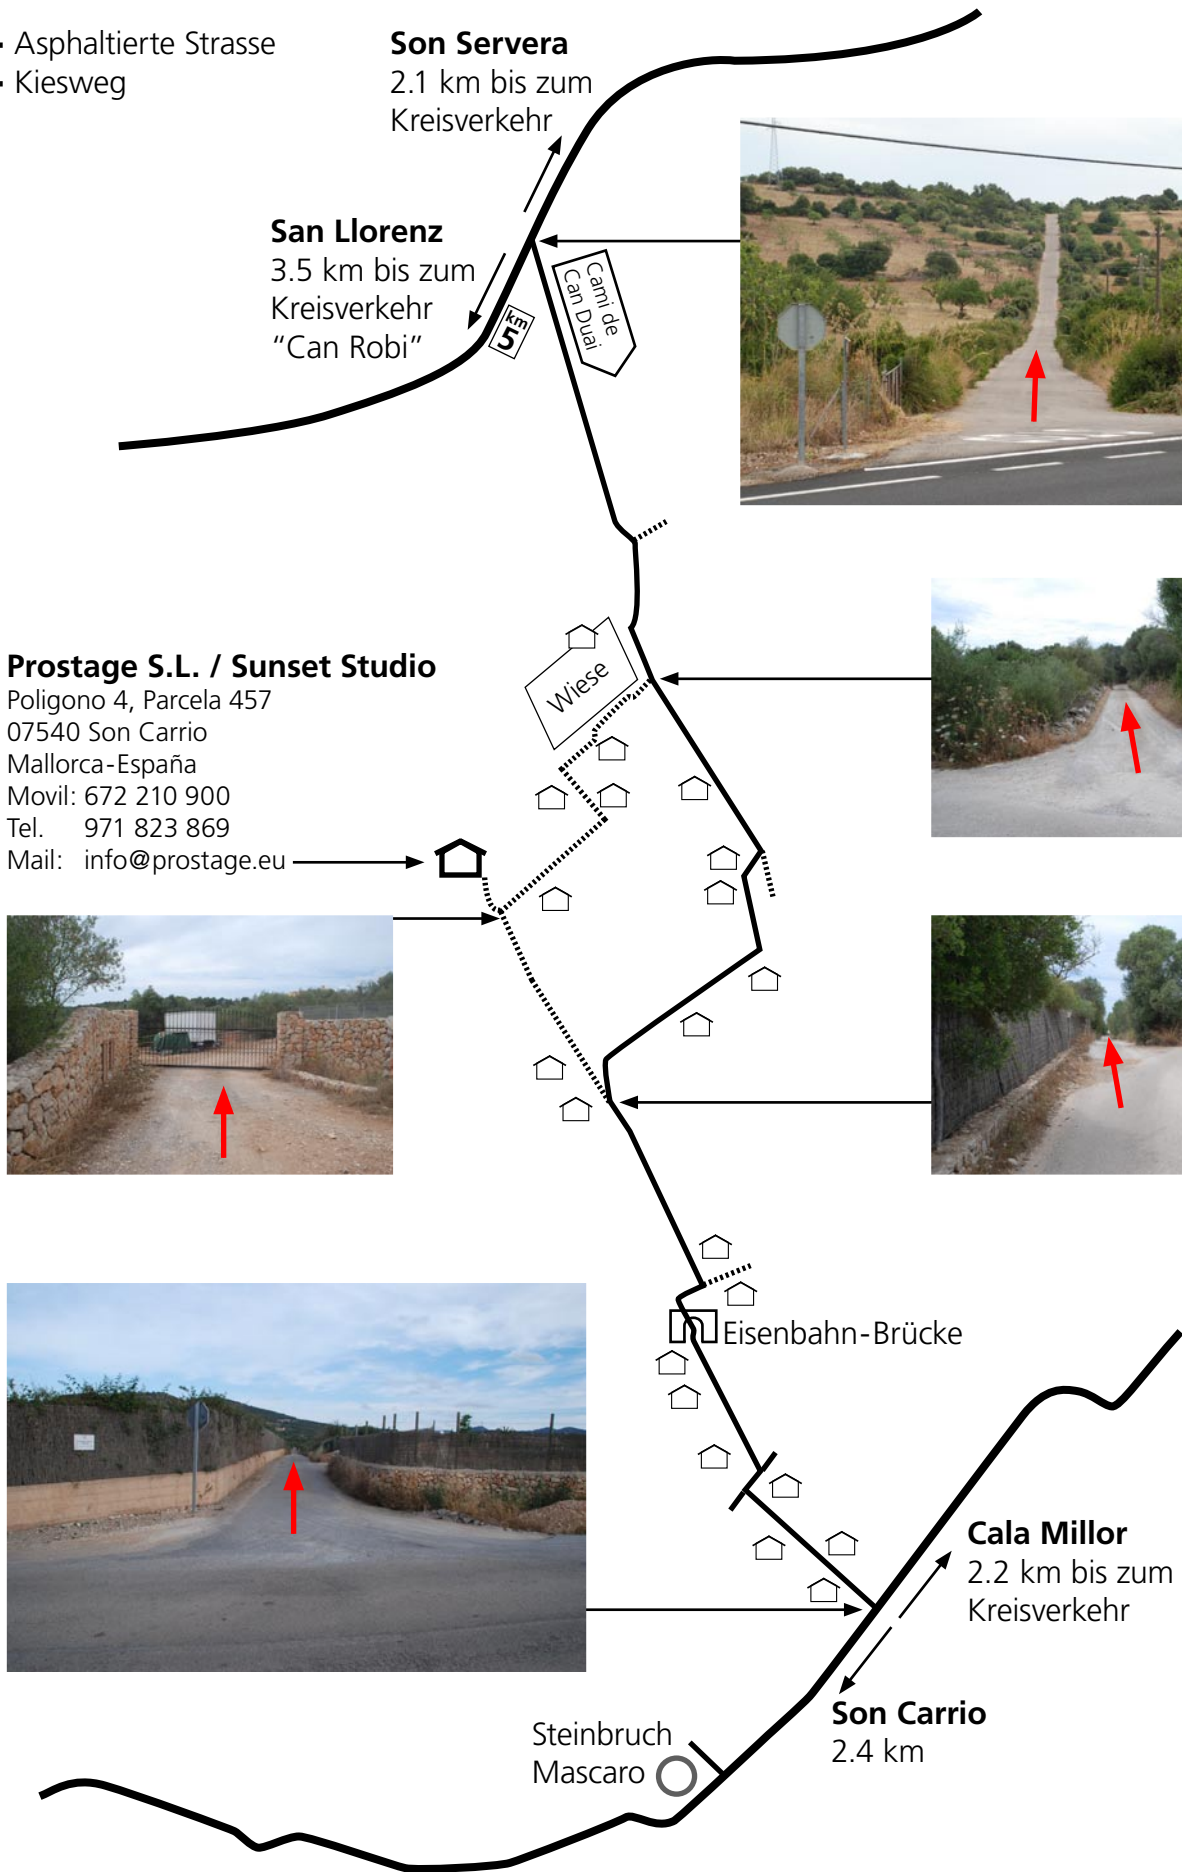 Asphaltierte Strasse
Kiesweg
Son Servera
2.1 km bis zum
Kreisverkehr
San Llorenz
3.5 km bis zum
Kreisverkehr
“Can Robi”
km
5
Cami de
Can Duai
Wiese
Prostage S.L. / Sunset Studio
Poligono 4, Parcela 457
07540 Son Carrio
Mallorca-España
Movil: 672 210 900
Tel. 971 823 869
Mail: info@prostage.eu
Eisenbahn-Brücke
Cala Millor
2.2 km bis zum
Kreisverkehr
Son Carrio
2.4 km
Steinbruch
Mascaro